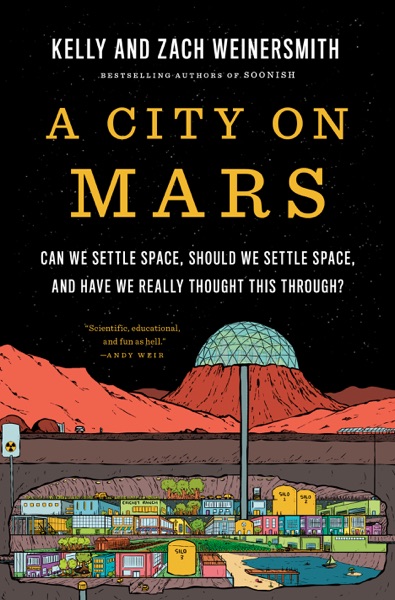 KELLY AND ZACH WEINERSMITH
BESTSELLING AUTHORS OF SOONISH
A CITY ON
MARS
CAN WE SETTLE SPACE, SHOULD WE SETTLE SPACE,
AND HAVE WE REALLY THOUGHT THIS THROUGH?
"Scientific, educational,
and fun as hell."
—ANDY WEIR
CRICKET RANCH
SILO
1
SILO
2
SILO
3